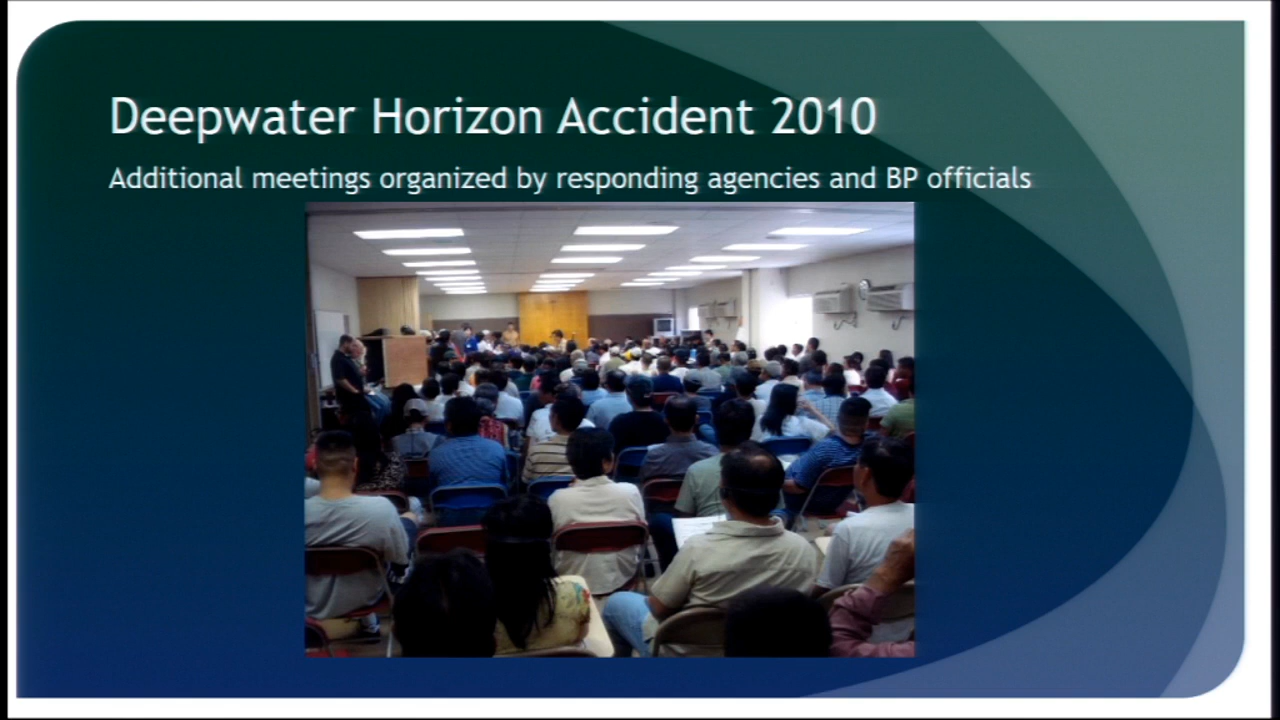 Deepwater Horizon Accident 2010
Additional meetings organized by responding agencies and BP officials